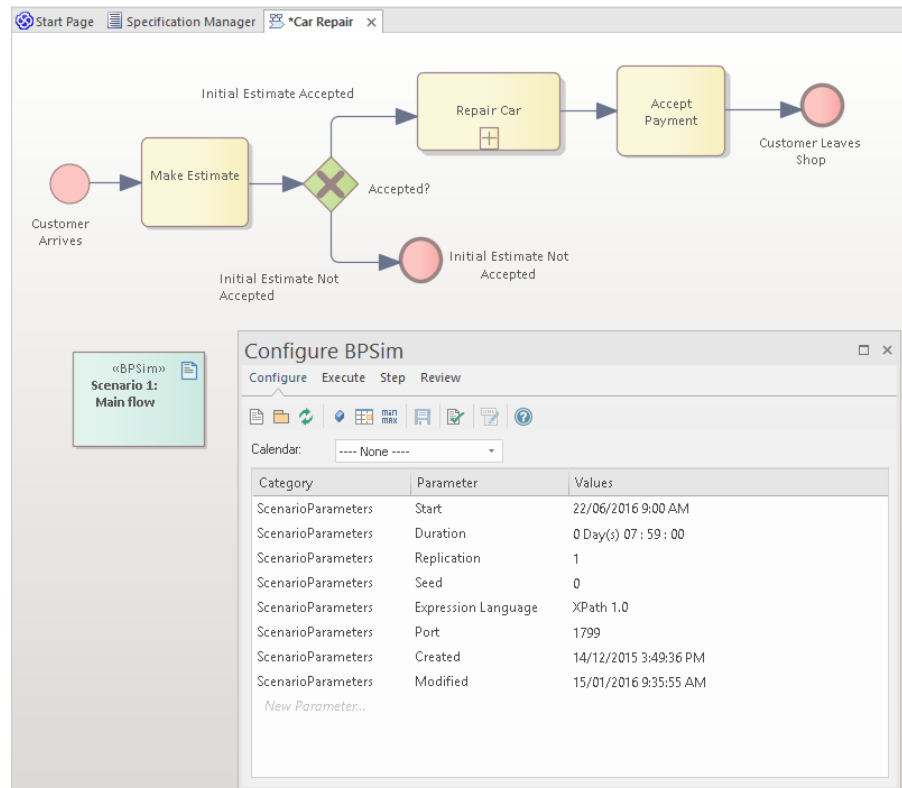 Start Page Specification Manager *Car Repair
Initial Estimate Accepted
Repair Car
Accept
Payment
Customer Leaves
Shop
Make Estimate
Accepted?
Customer
Arrives
Initial Estimate Not
Accepted
Initial Estimate Not
Accepted
«BPSim»
Scenario 1:
Main flow
Configure BPSim
Configure Execute Step Review
min
max
Calendar: ---- None ----
Category Parameter Values
ScenarioParameters Start 22/06/2016 9:00 AM
ScenarioParameters Duration 0 Day(s) 07 : 59 : 00
ScenarioParameters Replication 1
ScenarioParameters Seed 0
ScenarioParameters Expression Language XPath 1.0
ScenarioParameters Port 1799
ScenarioParameters Created 14/12/2015 3:49:36 PM
ScenarioParameters Modified 15/01/2016 9:35:55 AM
New Parameter...